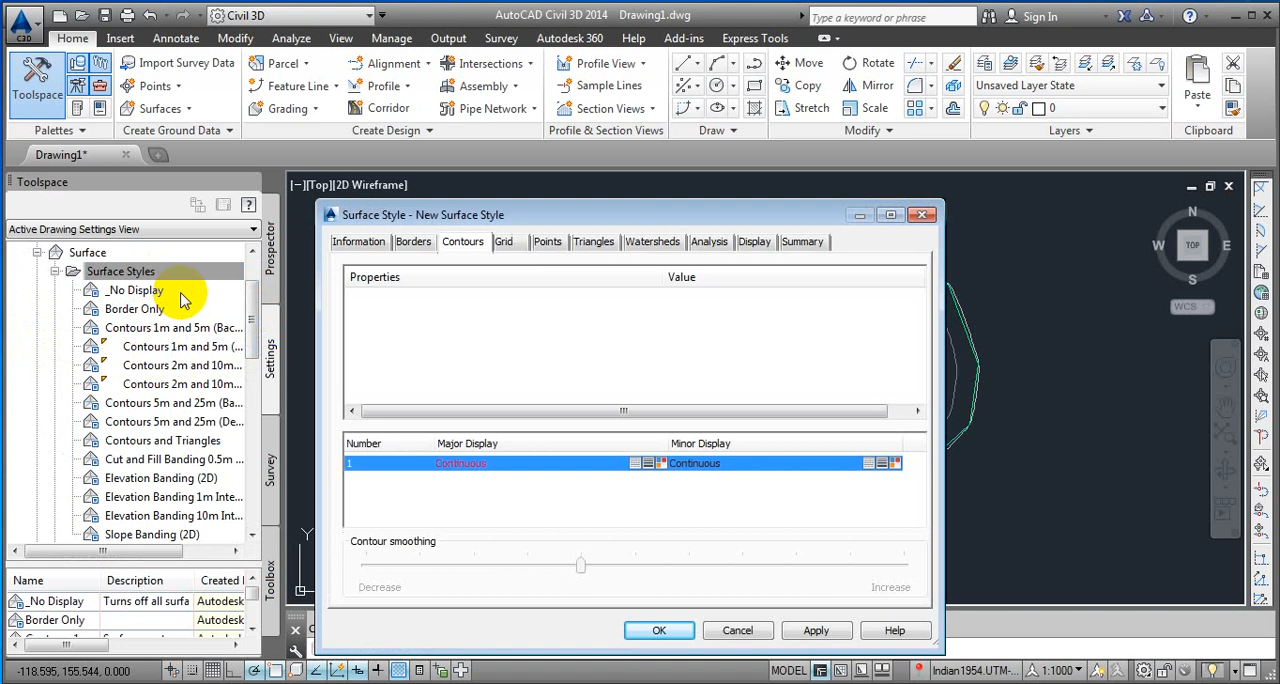 Civil 3D
AutoCAD Civil 3D 2014 Drawing1.dwg
Type a keyword or phrase
Sign In
C3D
Home Insert Annotate Modify Analyze View Manage Output Survey Autodesk 360 Help Add-ins Express Tools
Toolspace
Import Survey Data
Points
Surfaces
Parcel
Feature Line
Grading
Alignment
Profile
Corridor
Intersections
Assembly
Pipe Network
Profile View
Sample Lines
Section Views
Move
Copy
Stretch
Rotate
Mirror
Scale
Unsaved Layer State
0
Paste
Palettes
Create Ground Data
Create Design
Profile & Section Views
Draw
Modify
Layers
Clipboard
Drawing1*
Toolspace
Active Drawing Settings View
Surface
Surface Styles
_No Display
Border Only
Contours 1m and 5m (Bac...
Contours 1m and 5m (...
Contours 2m and 10m...
Contours 2m and 10m...
Contours 5m and 25m (Ba...
Contours 5m and 25m (De...
Contours and Triangles
Cut and Fill Banding 0.5m ...
Elevation Banding (2D)
Elevation Banding 1m Inte...
Elevation Banding 10m Int...
Slope Banding (2D)
Name Description Created
_No Display Turns off all surfa Autodes
Border Only Autodes
Prospector
Settings
Survey
Toolbox
[−][Top][2D Wireframe]
Surface Style - New Surface Style
Information Borders Contours Grid Points Triangles Watersheds Analysis Display Summary
Properties Value
Number Major Display Minor Display
1 Continuous Continuous
Contour smoothing
Decrease Increase
OK Cancel Apply Help
N
W TOP E
S
WCS
Y
-118.595, 155.544, 0.000
MODEL
Indian1954.UTM-...
1:1000